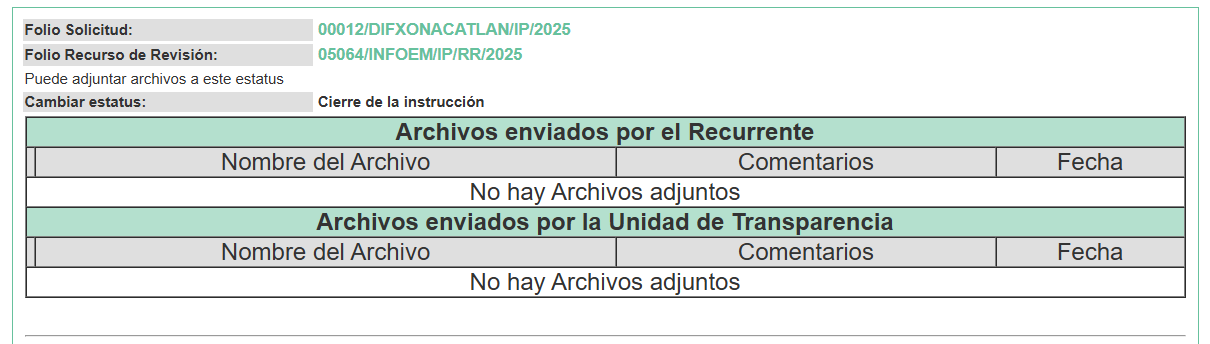 Folio Solicitud: 00012/DIFXONACATLAN/IP/2025
Folio Recurso de Revisión: 05064/INFOEM/IP/RR/2025
Puede adjuntar archivos a este estatus
Cambiar estatus: Cierre de la instrucción
Archivos enviados por el Recurrente
Nombre del Archivo Comentarios Fecha
No hay Archivos adjuntos
Archivos enviados por la Unidad de Transparencia
Nombre del Archivo Comentarios Fecha
No hay Archivos adjuntos